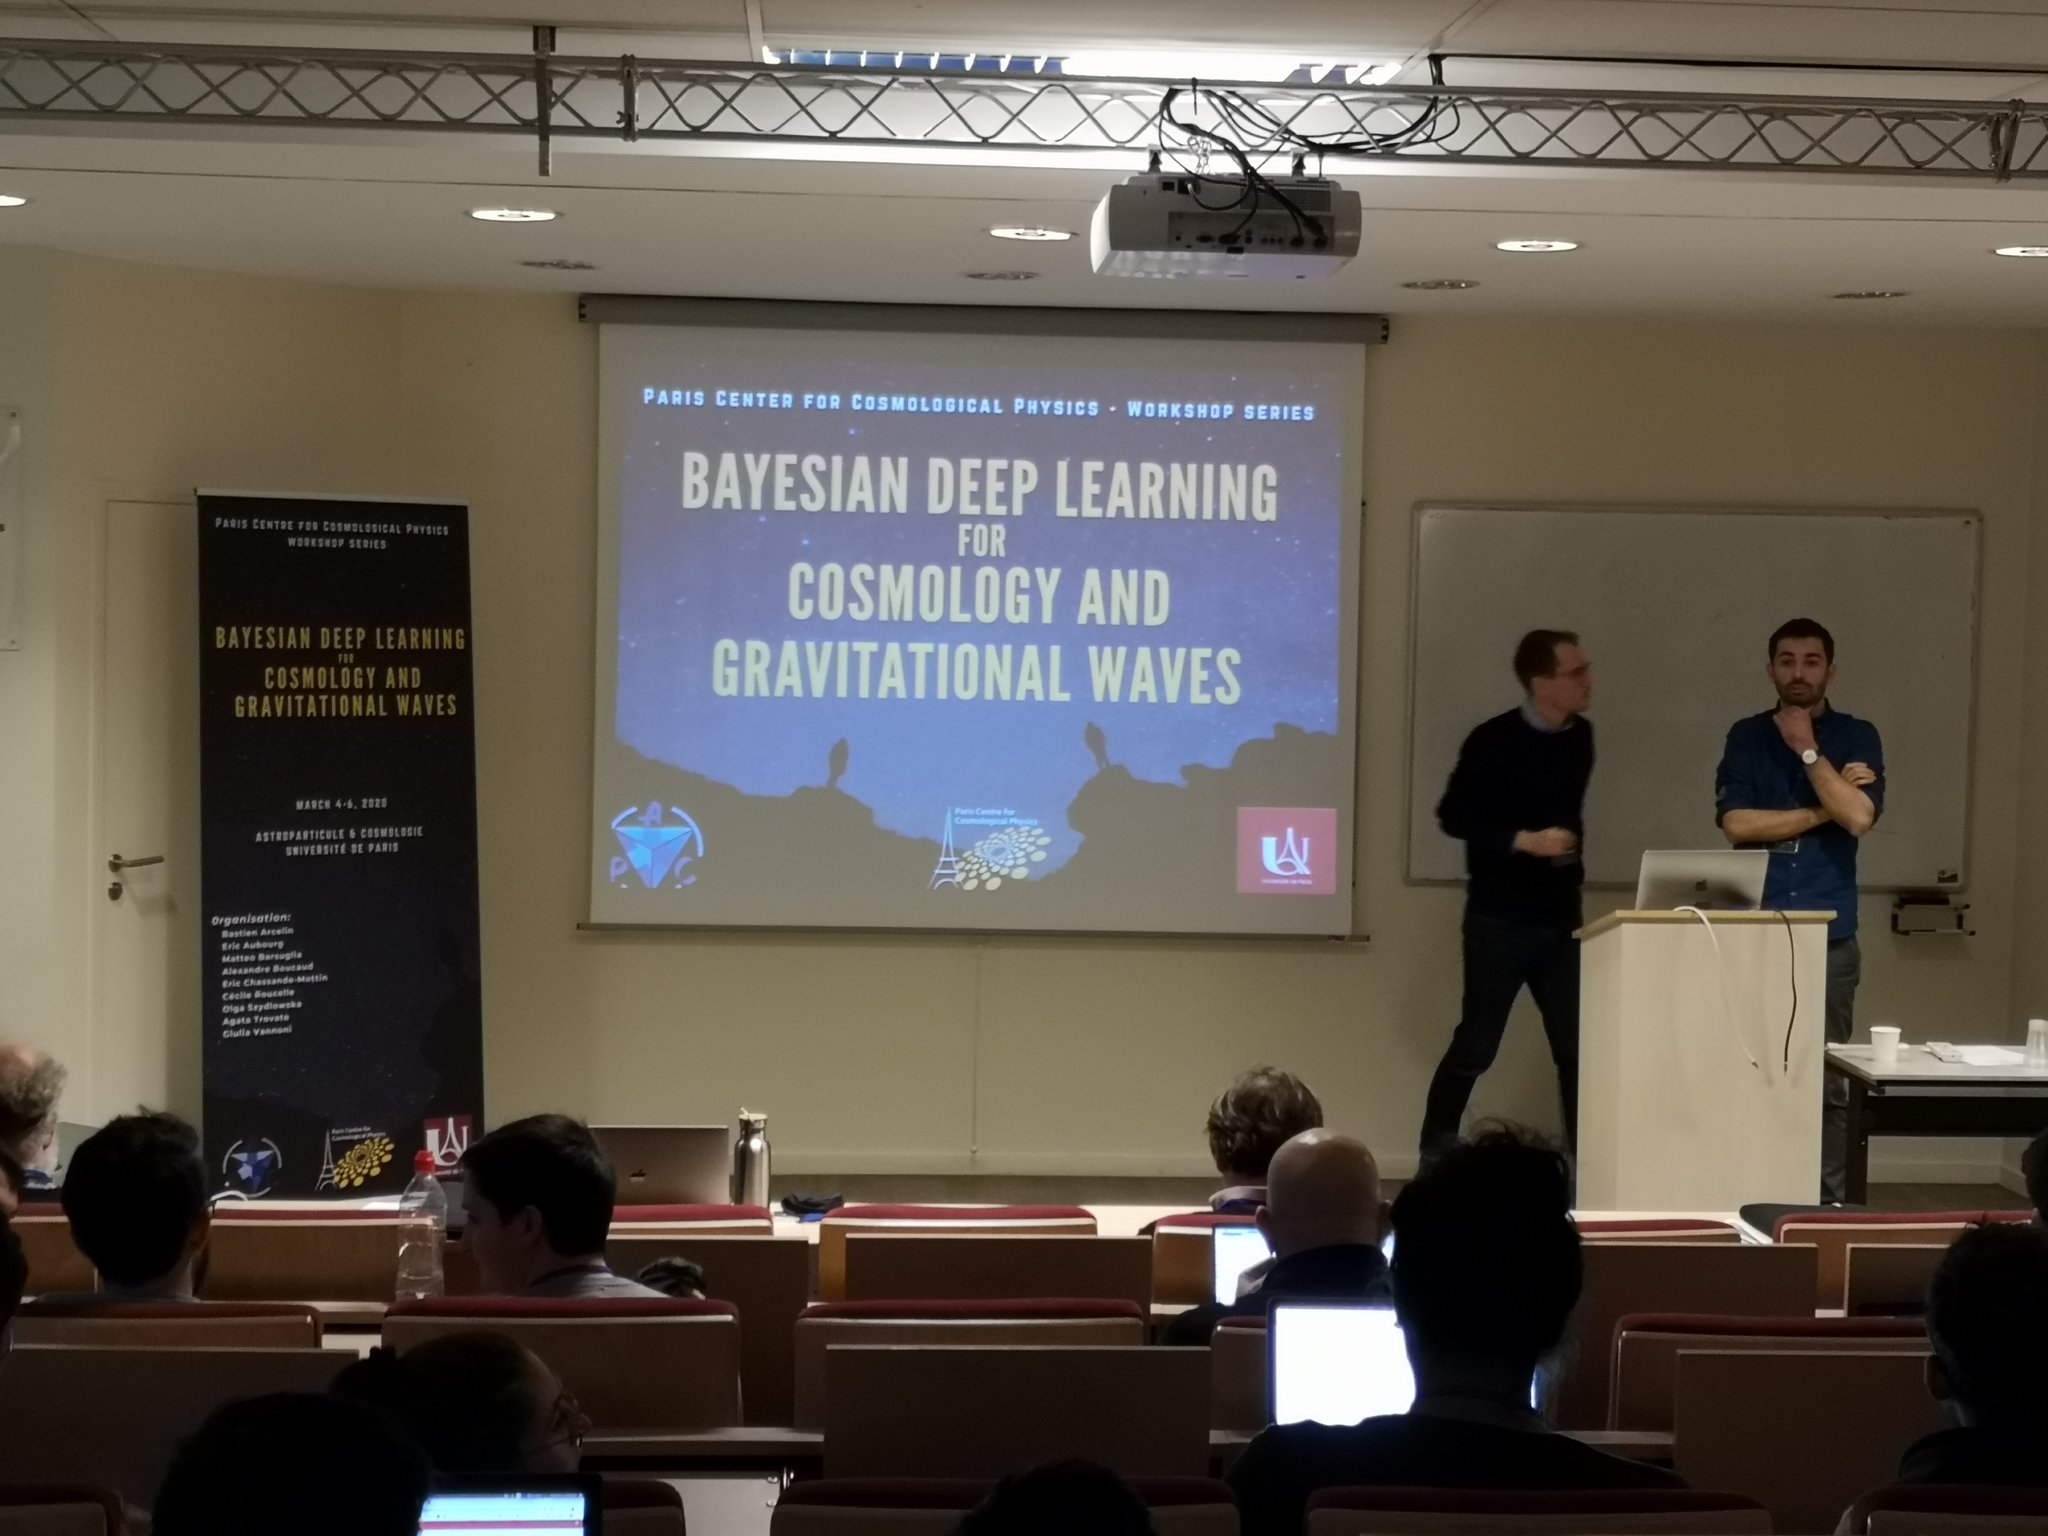 PARIS CENTER FOR COSMOLOGICAL PHYSICS - WORKSHOP SERIES
BAYESIAN DEEP LEARNING
FOR
COSMOLOGY AND
GRAVITATIONAL WAVES
A
P C
Paris Centre for
Cosmological Physics
Université de Paris
PARIS CENTRE FOR COSMOLOGICAL PHYSICS
WORKSHOP SERIES
BAYESIAN DEEP LEARNING
FOR
COSMOLOGY AND
GRAVITATIONAL WAVES
MARCH 4-6, 2020
ASTROPARTICULE & COSMOLOGIE
UNIVERSITÉ DE PARIS
Organisation:
Bastien Arcelin
Eric Aubourg
Matteo Barsuglia
Alexandre Boucaud
Eric Chassande-Mottin
Cécile Roucelle
Olga Szydlowska
Agata Trovato
Giulia Vannoni
Paris Centre for
Cosmological Physics